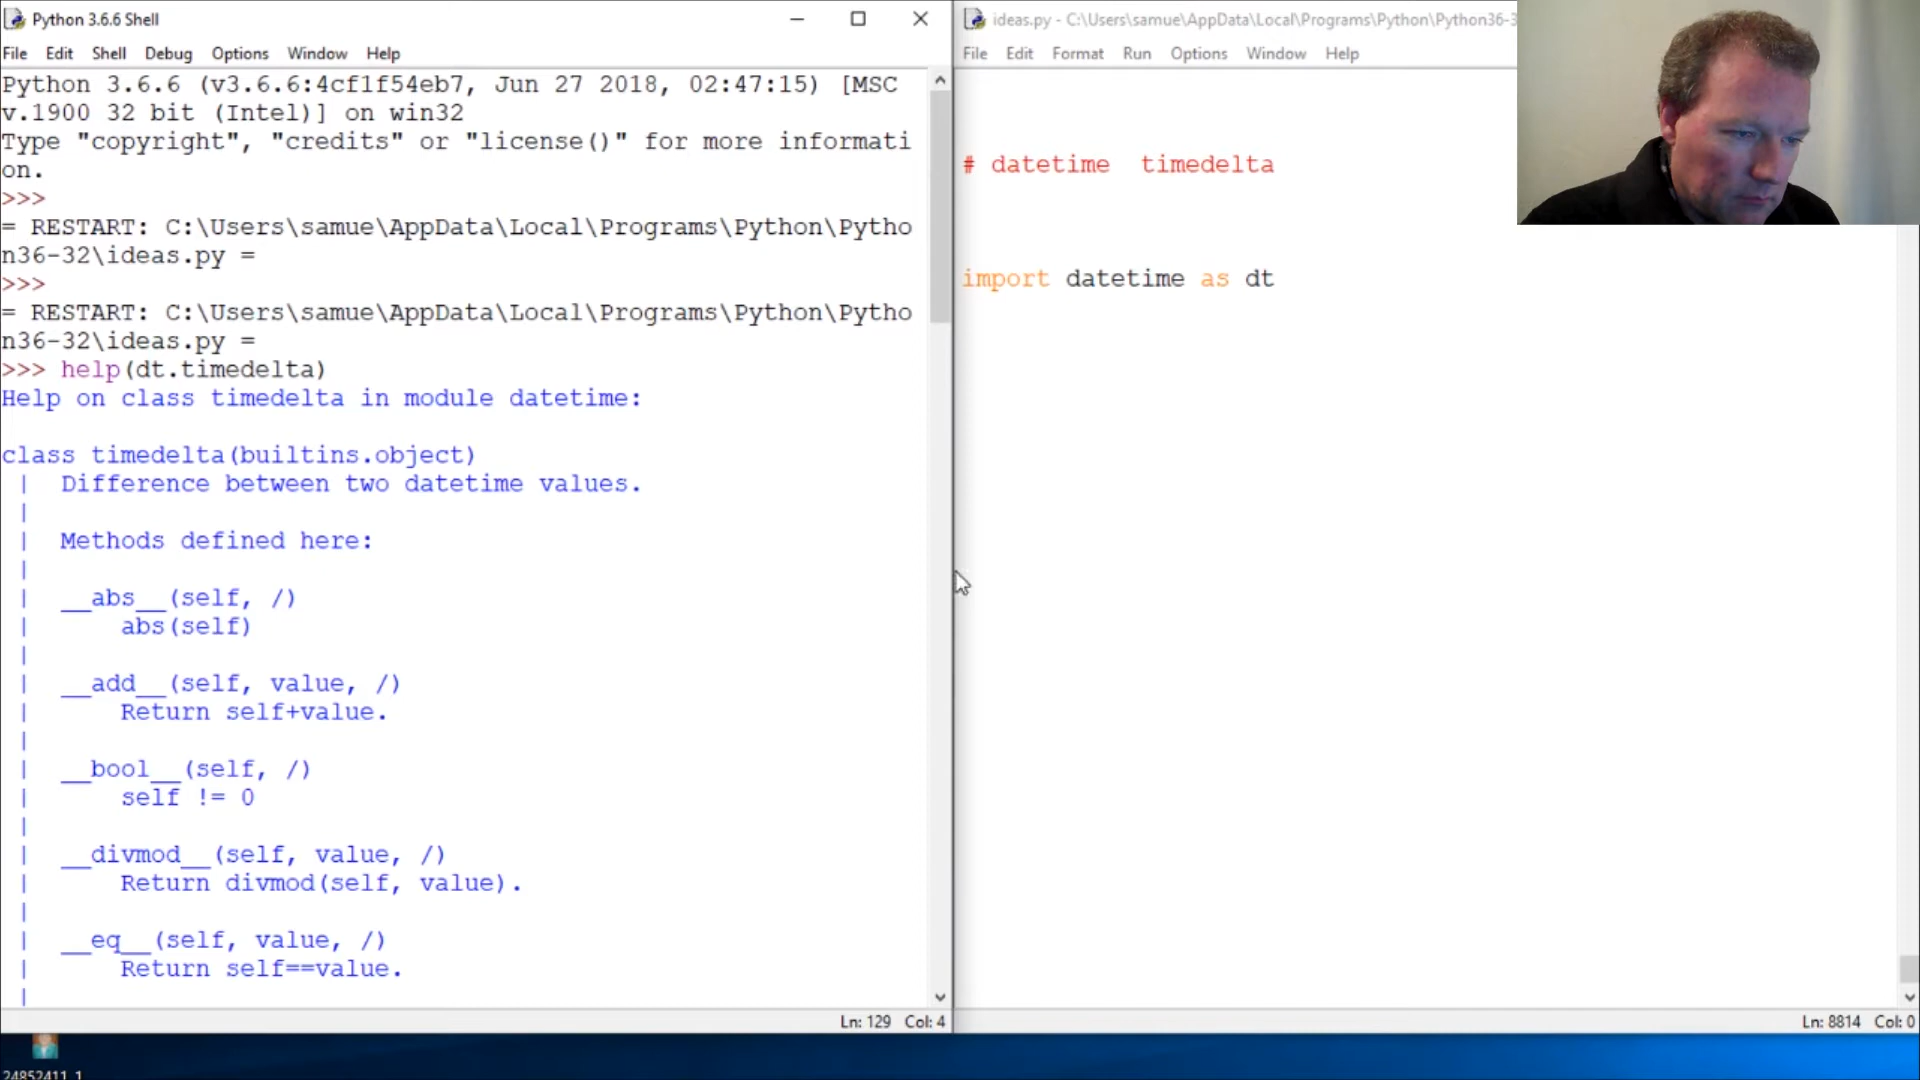 Python 3.6.6 Shell
File Edit Shell Debug Options Window Help
Python 3.6.6 (v3.6.6:4cf1f54eb7, Jun 27 2018, 02:47:15) [MSC
v.1900 32 bit (Intel)] on win32
Type "copyright", "credits" or "license()" for more informati
on.
>>>
= RESTART: C:\Users\samue\AppData\Local\Programs\Python\Pytho
n36-32\ideas.py =
>>>
= RESTART: C:\Users\samue\AppData\Local\Programs\Python\Pytho
n36-32\ideas.py =
>>> help(dt.timedelta)
Help on class timedelta in module datetime:
class timedelta(builtins.object)
| Difference between two datetime values.
|
| Methods defined here:
|
| __abs__(self, /)
| abs(self)
|
| __add__(self, value, /)
| Return self+value.
|
| __bool__(self, /)
| self != 0
|
| __divmod__(self, value, /)
| Return divmod(self, value).
|
| __eq__(self, value, /)
| Return self==value.
|
Ln: 129 Col: 4
ideas.py - C:\Users\samue\AppData\Local\Programs\Python\Python36-3
File Edit Format Run Options Window Help
# datetime timedelta
import datetime as dt
Ln: 8814 Col: 0
24852411_1